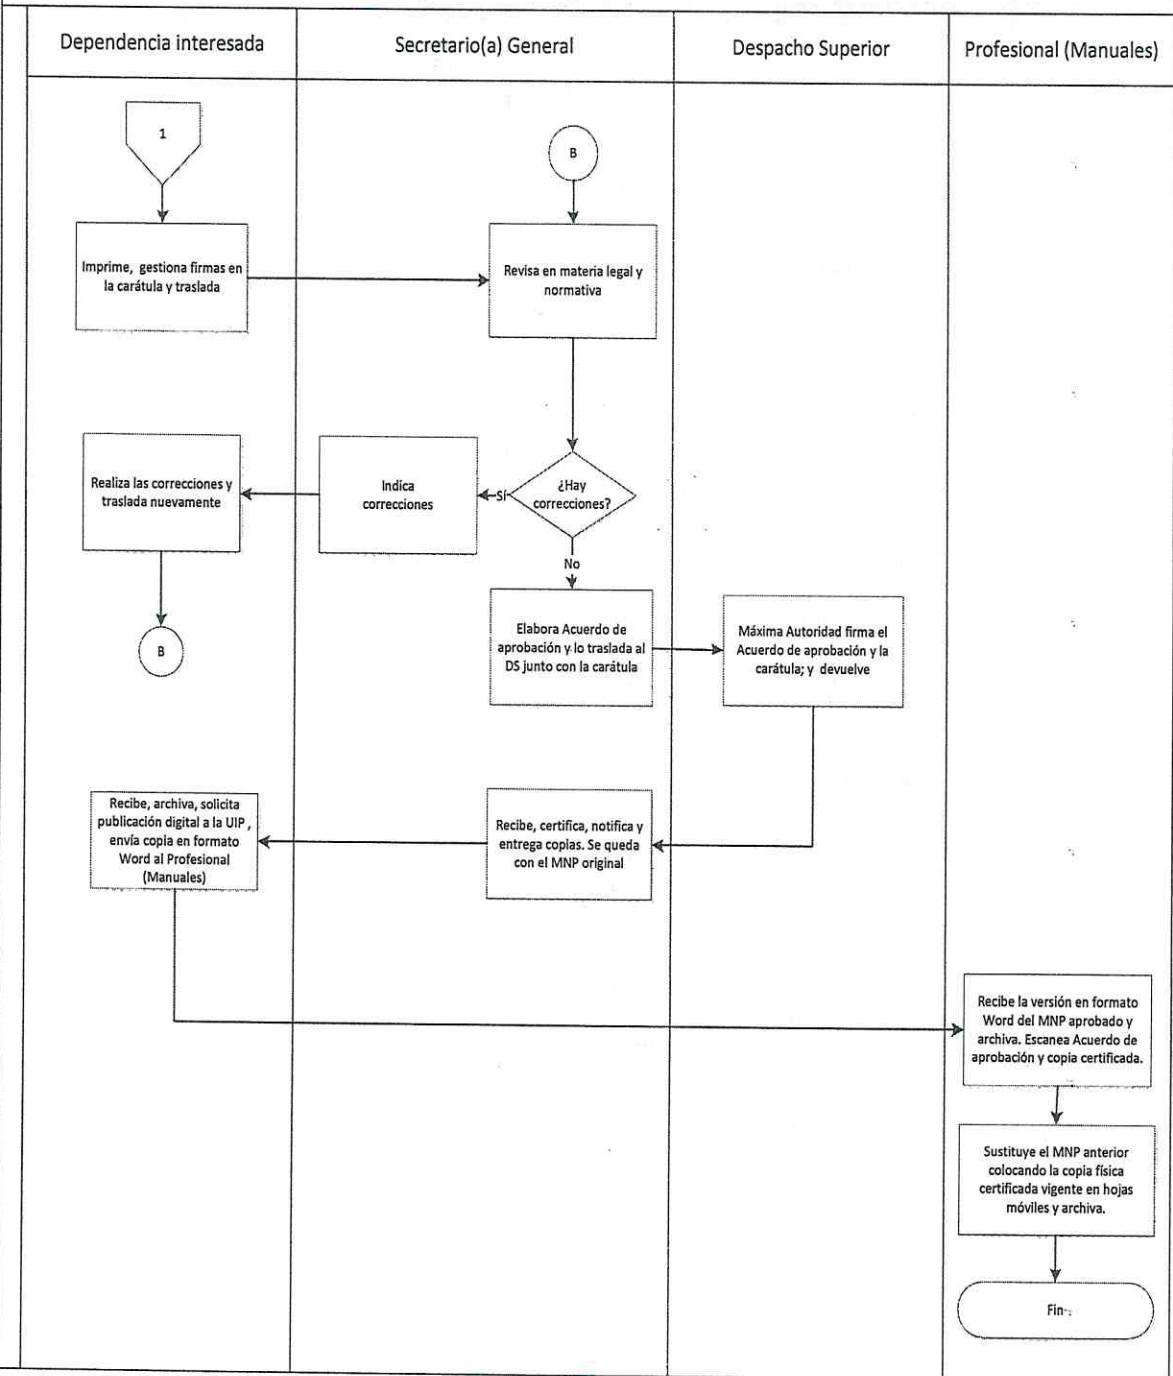 Dependencia interesada
Secretario(a) General
Despacho Superior
Profesional (Manuales)
1
B
Imprime, gestiona firmas en
la carátula y traslada
Revisa en materia legal y
normativa
Realiza las correcciones y
traslada nuevamente
Indica
correcciones
Sí
¿Hay
correcciones?
No
B
Elabora Acuerdo de
aprobación y lo traslada al
DS junto con la carátula
Máxima Autoridad firma el
Acuerdo de aprobación y la
carátula; y devuelve
Recibe, archiva, solicita
publicación digital a la UIP ,
envía copia en formato
Word al Profesional
(Manuales)
Recibe, certifica, notifica y
entrega copias. Se queda
con el MNP original
Recibe la versión en formato
Word del MNP aprobado y
archiva. Escanea Acuerdo de
aprobación y copia certificada.
Sustituye el MNP anterior
colocando la copia física
certificada vigente en hojas
móviles y archiva.
Fin